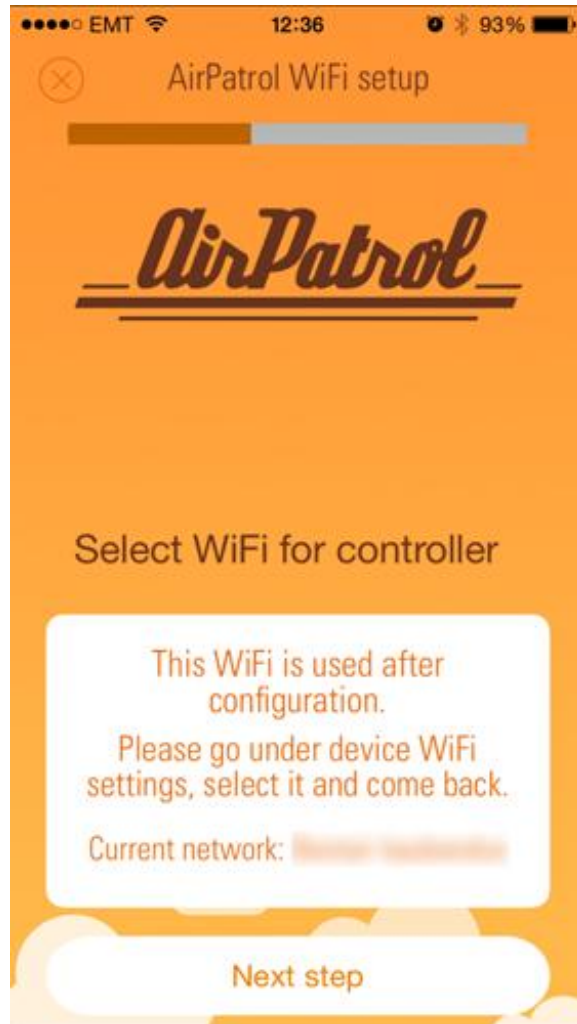 EMT 12:36 93%
AirPatrol WiFi setup
AirPatrol
Select WiFi for controller
This WiFi is used after
configuration.
Please go under device WiFi
settings, select it and come back.
Current network:
Next step